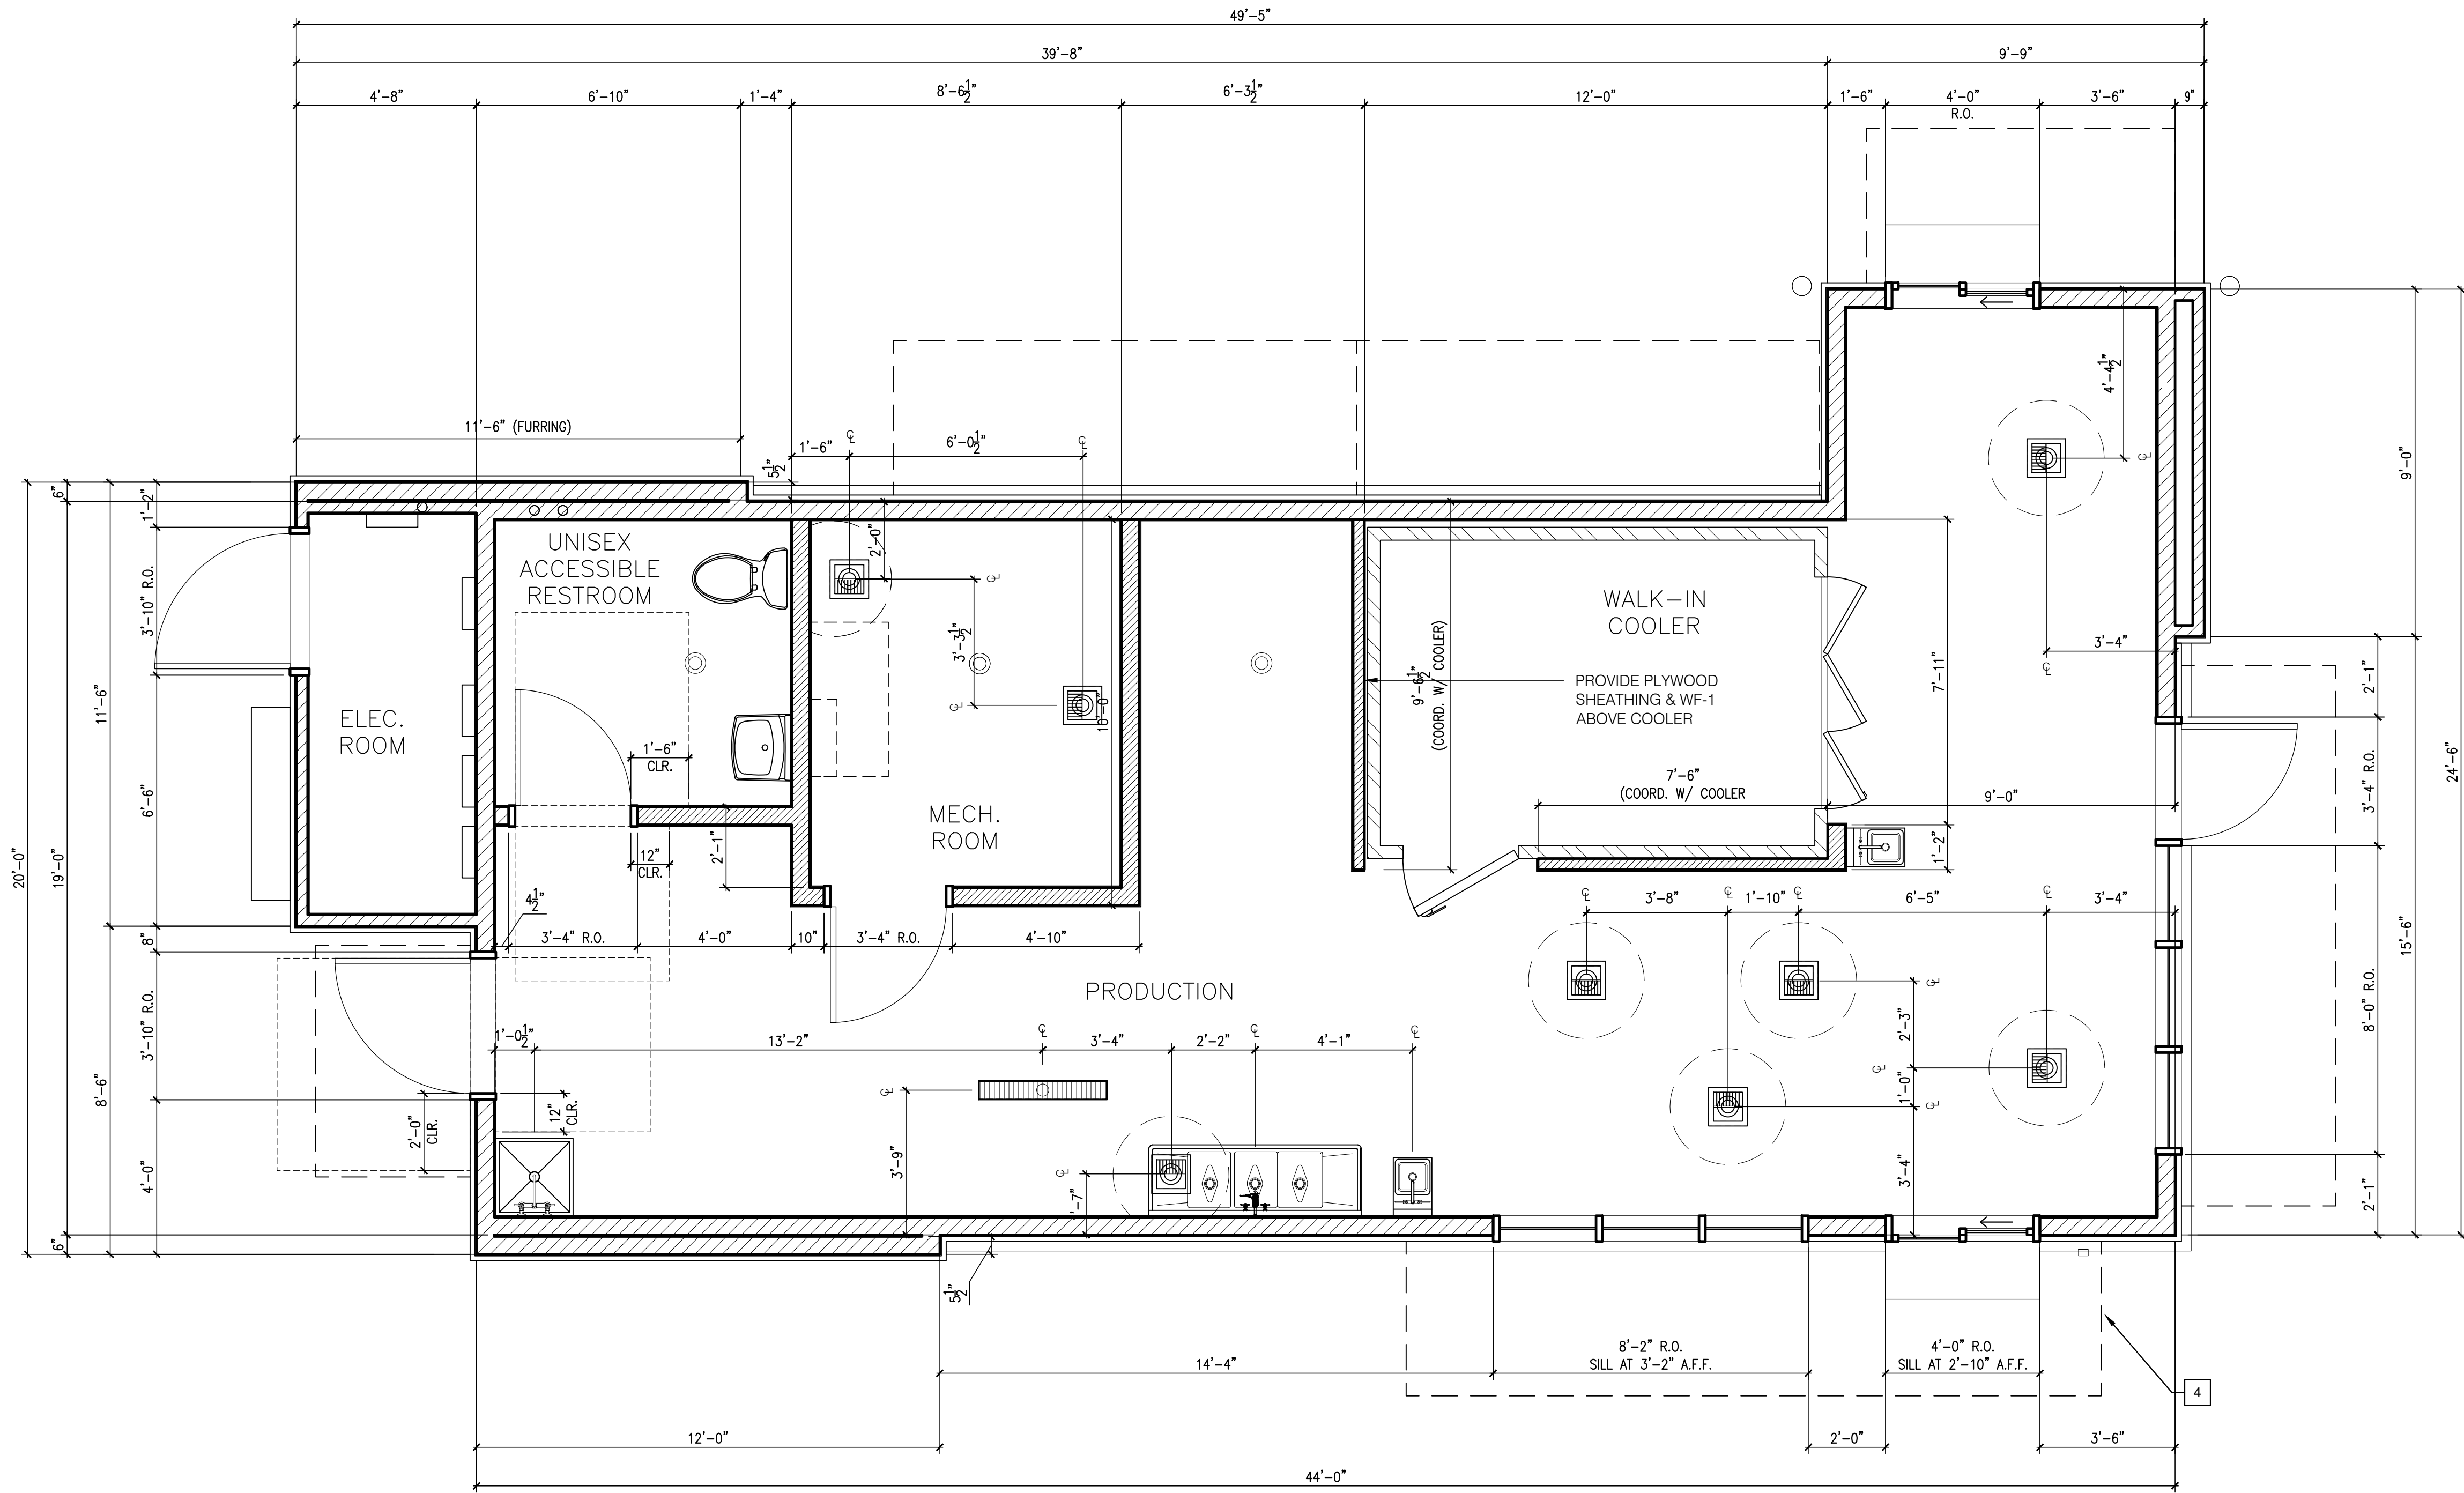 49'-5"
39'-8" 9'-9"
4'-8" 6'-10" 1'-4" 8'-6½" 6'-3½" 12'-0" 1'-6" 4'-0" 3'-6" 9"
R.O.
11'-6" (FURRING)
1'-6" 6'-0½"
5½"
4'-4½"
9'-0"
6"
1'-2"
3'-10" R.O.
11'-6"
6'-6"
20'-0"
19'-0"
8"
3'-10" R.O.
8'-6"
4'-0"
6"
UNISEX
ACCESSIBLE
RESTROOM
2'-0"
3'-3½"
10'-0"
WALK-IN
COOLER
9'-6½"
(COORD. W/ COOLER)
PROVIDE PLYWOOD
SHEATHING & WF-1
ABOVE COOLER
7'-11"
3'-4"
2'-1"
24'-6"
ELEC.
ROOM
1'-6"
CLR.
7'-6"
(COORD. W/ COOLER
9'-0"
3'-4" R.O.
MECH.
ROOM
2'-1"
12"
CLR.
1'-2"
4½"
3'-8" 1'-10" 6'-5" 3'-4"
3'-4" R.O. 4'-0" 10" 3'-4" R.O. 4'-10"
15'-6"
PRODUCTION
8'-0" R.O.
1'-0½" 13'-2" 3'-4" 2'-2" 4'-1"
2'-3"
1'-0"
12"
CLR.
2'-0"
CLR.
3'-9"
3'-4"
2'-1"
5½"
14'-4"
8'-2" R.O.
SILL AT 3'-2" A.F.F.
4'-0" R.O.
SILL AT 2'-10" A.F.F.
4
12'-0" 2'-0" 3'-6"
44'-0"